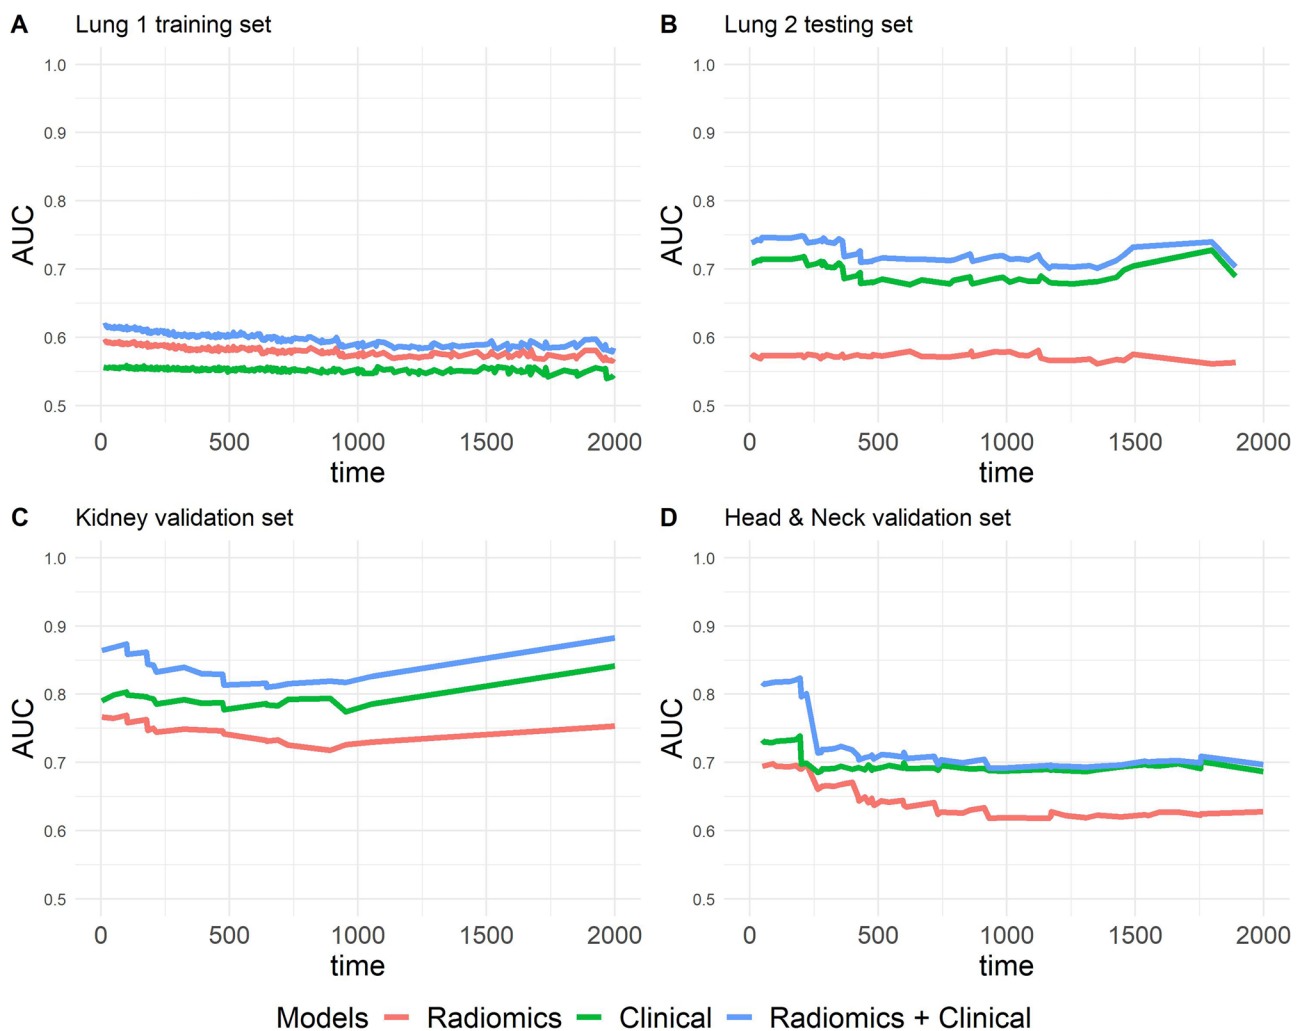 A Lung 1 training set
1.0
0.9
0.8
0.7
0.6
0.5
AUC
0 500 1000 1500 2000
time
B Lung 2 testing set
1.0
0.9
0.8
0.7
0.6
0.5
AUC
0 500 1000 1500 2000
time
C Kidney validation set
1.0
0.9
0.8
0.7
0.6
0.5
AUC
0 500 1000 1500 2000
time
D Head & Neck validation set
1.0
0.9
0.8
0.7
0.6
0.5
AUC
0 500 1000 1500 2000
time
Models Radiomics Clinical Radiomics + Clinical